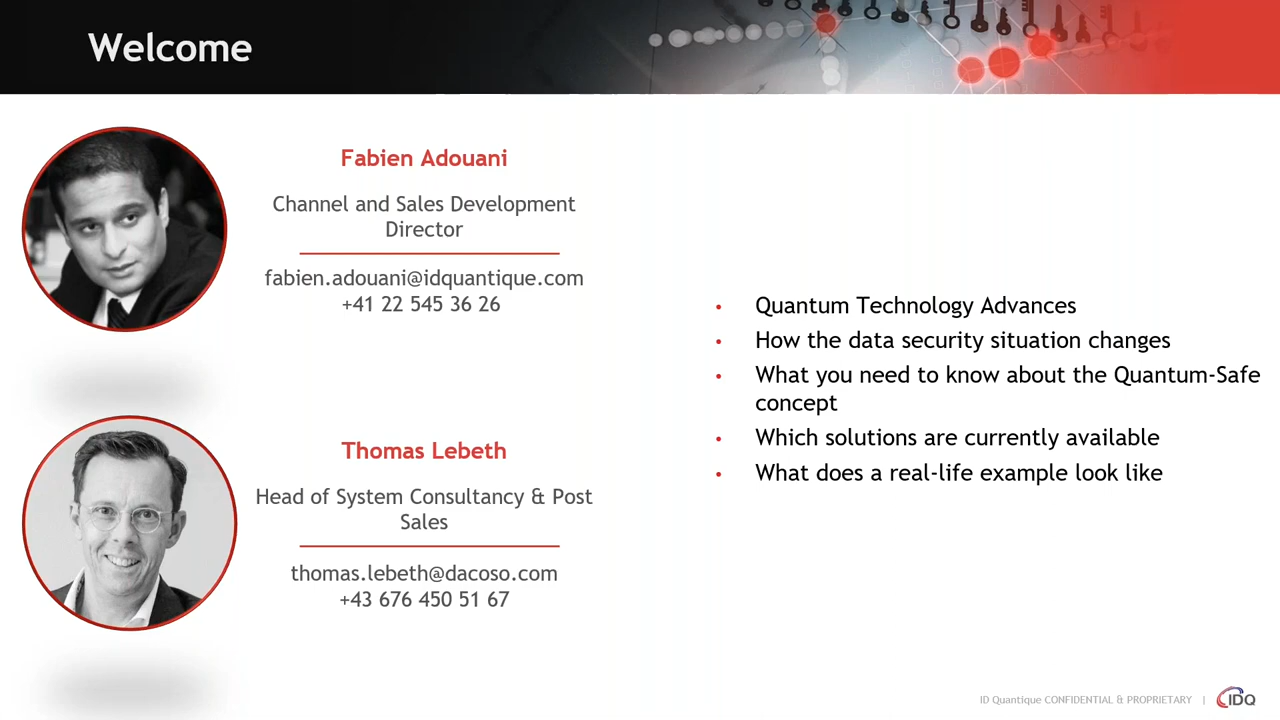 Welcome
Fabien Adouani
Channel and Sales Development
Director
fabien.adouani@idquantique.com
+41 22 545 36 26
Thomas Lebeth
Head of System Consultancy & Post
Sales
thomas.lebeth@dacoso.com
+43 676 450 51 67
• Quantum Technology Advances
• How the data security situation changes
• What you need to know about the Quantum-Safe
concept
• Which solutions are currently available
• What does a real-life example look like
ID Quantique CONFIDENTIAL & PROPRIETARY |
IDQ